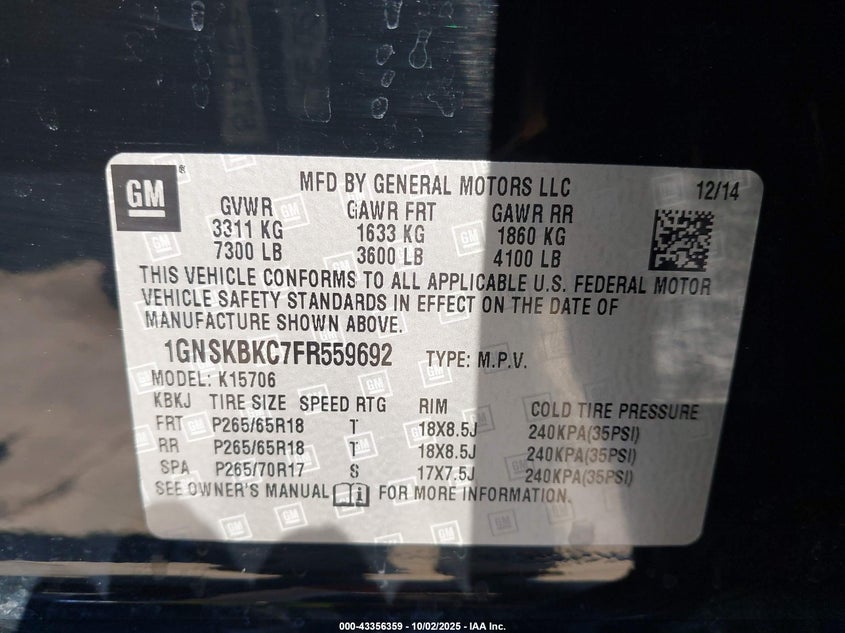 GM
MFD BY GENERAL MOTORS LLC 12/14
GVWR GAWR FRT GAWR RR
3311 KG 1633 KG 1860 KG
7300 LB 3600 LB 4100 LB
THIS VEHICLE CONFORMS TO ALL APPLICABLE U.S. FEDERAL MOTOR
VEHICLE SAFETY STANDARDS IN EFFECT ON THE DATE OF
MANUFACTURE SHOWN ABOVE.
1GNSKBKC7FR559692 TYPE: M.P.V.
MODEL: K15706
KBKJ TIRE SIZE SPEED RTG RIM COLD TIRE PRESSURE
FRT P265/65R18 T 18X8.5J 240KPA(35PSI)
RR P265/65R18 T 18X8.5J 240KPA(35PSI)
SPA P265/70R17 S 17X7.5J 240KPA(35PSI)
SEE OWNER'S MANUAL FOR MORE INFORMATION.
000-43356359 - 10/02/2025 - IAA Inc.